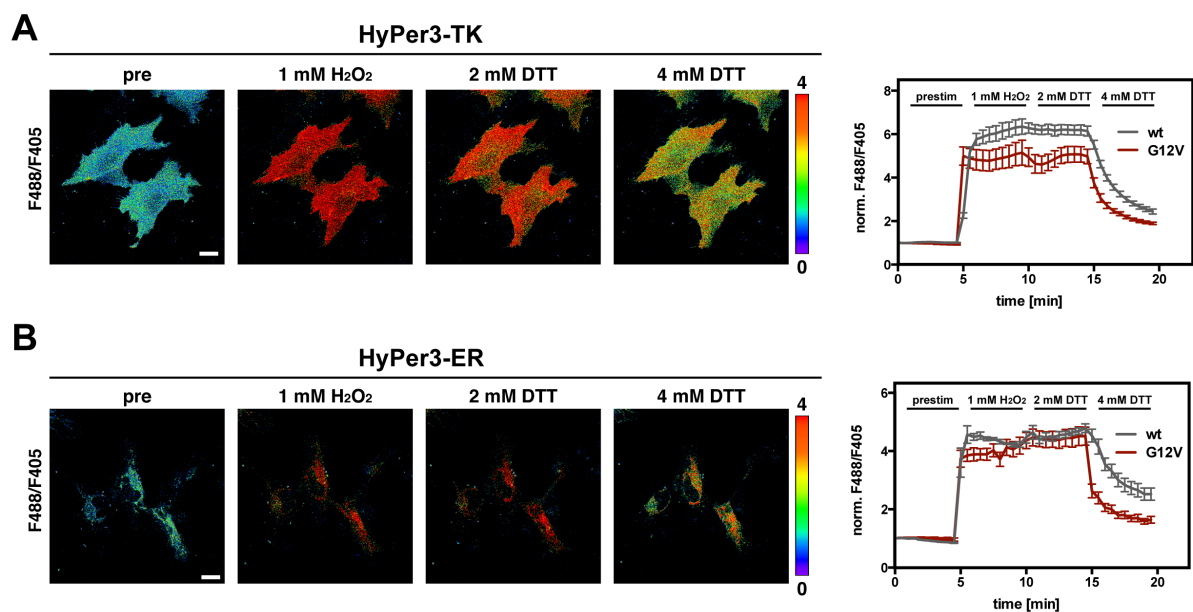 A
HyPer3-TK
pre 1 mM H2O2 2 mM DTT 4 mM DTT
F488/F405
4
0
prestim 1 mM H2O2 2 mM DTT 4 mM DTT
wt
G12V
norm. F488/F405
8
6
4
2
0
0 5 10 15 20
time [min]
B
HyPer3-ER
pre 1 mM H2O2 2 mM DTT 4 mM DTT
F488/F405
4
0
prestim 1 mM H2O2 2 mM DTT 4 mM DTT
wt
G12V
norm. F488/F405
6
4
2
0
0 5 10 15 20
time [min]